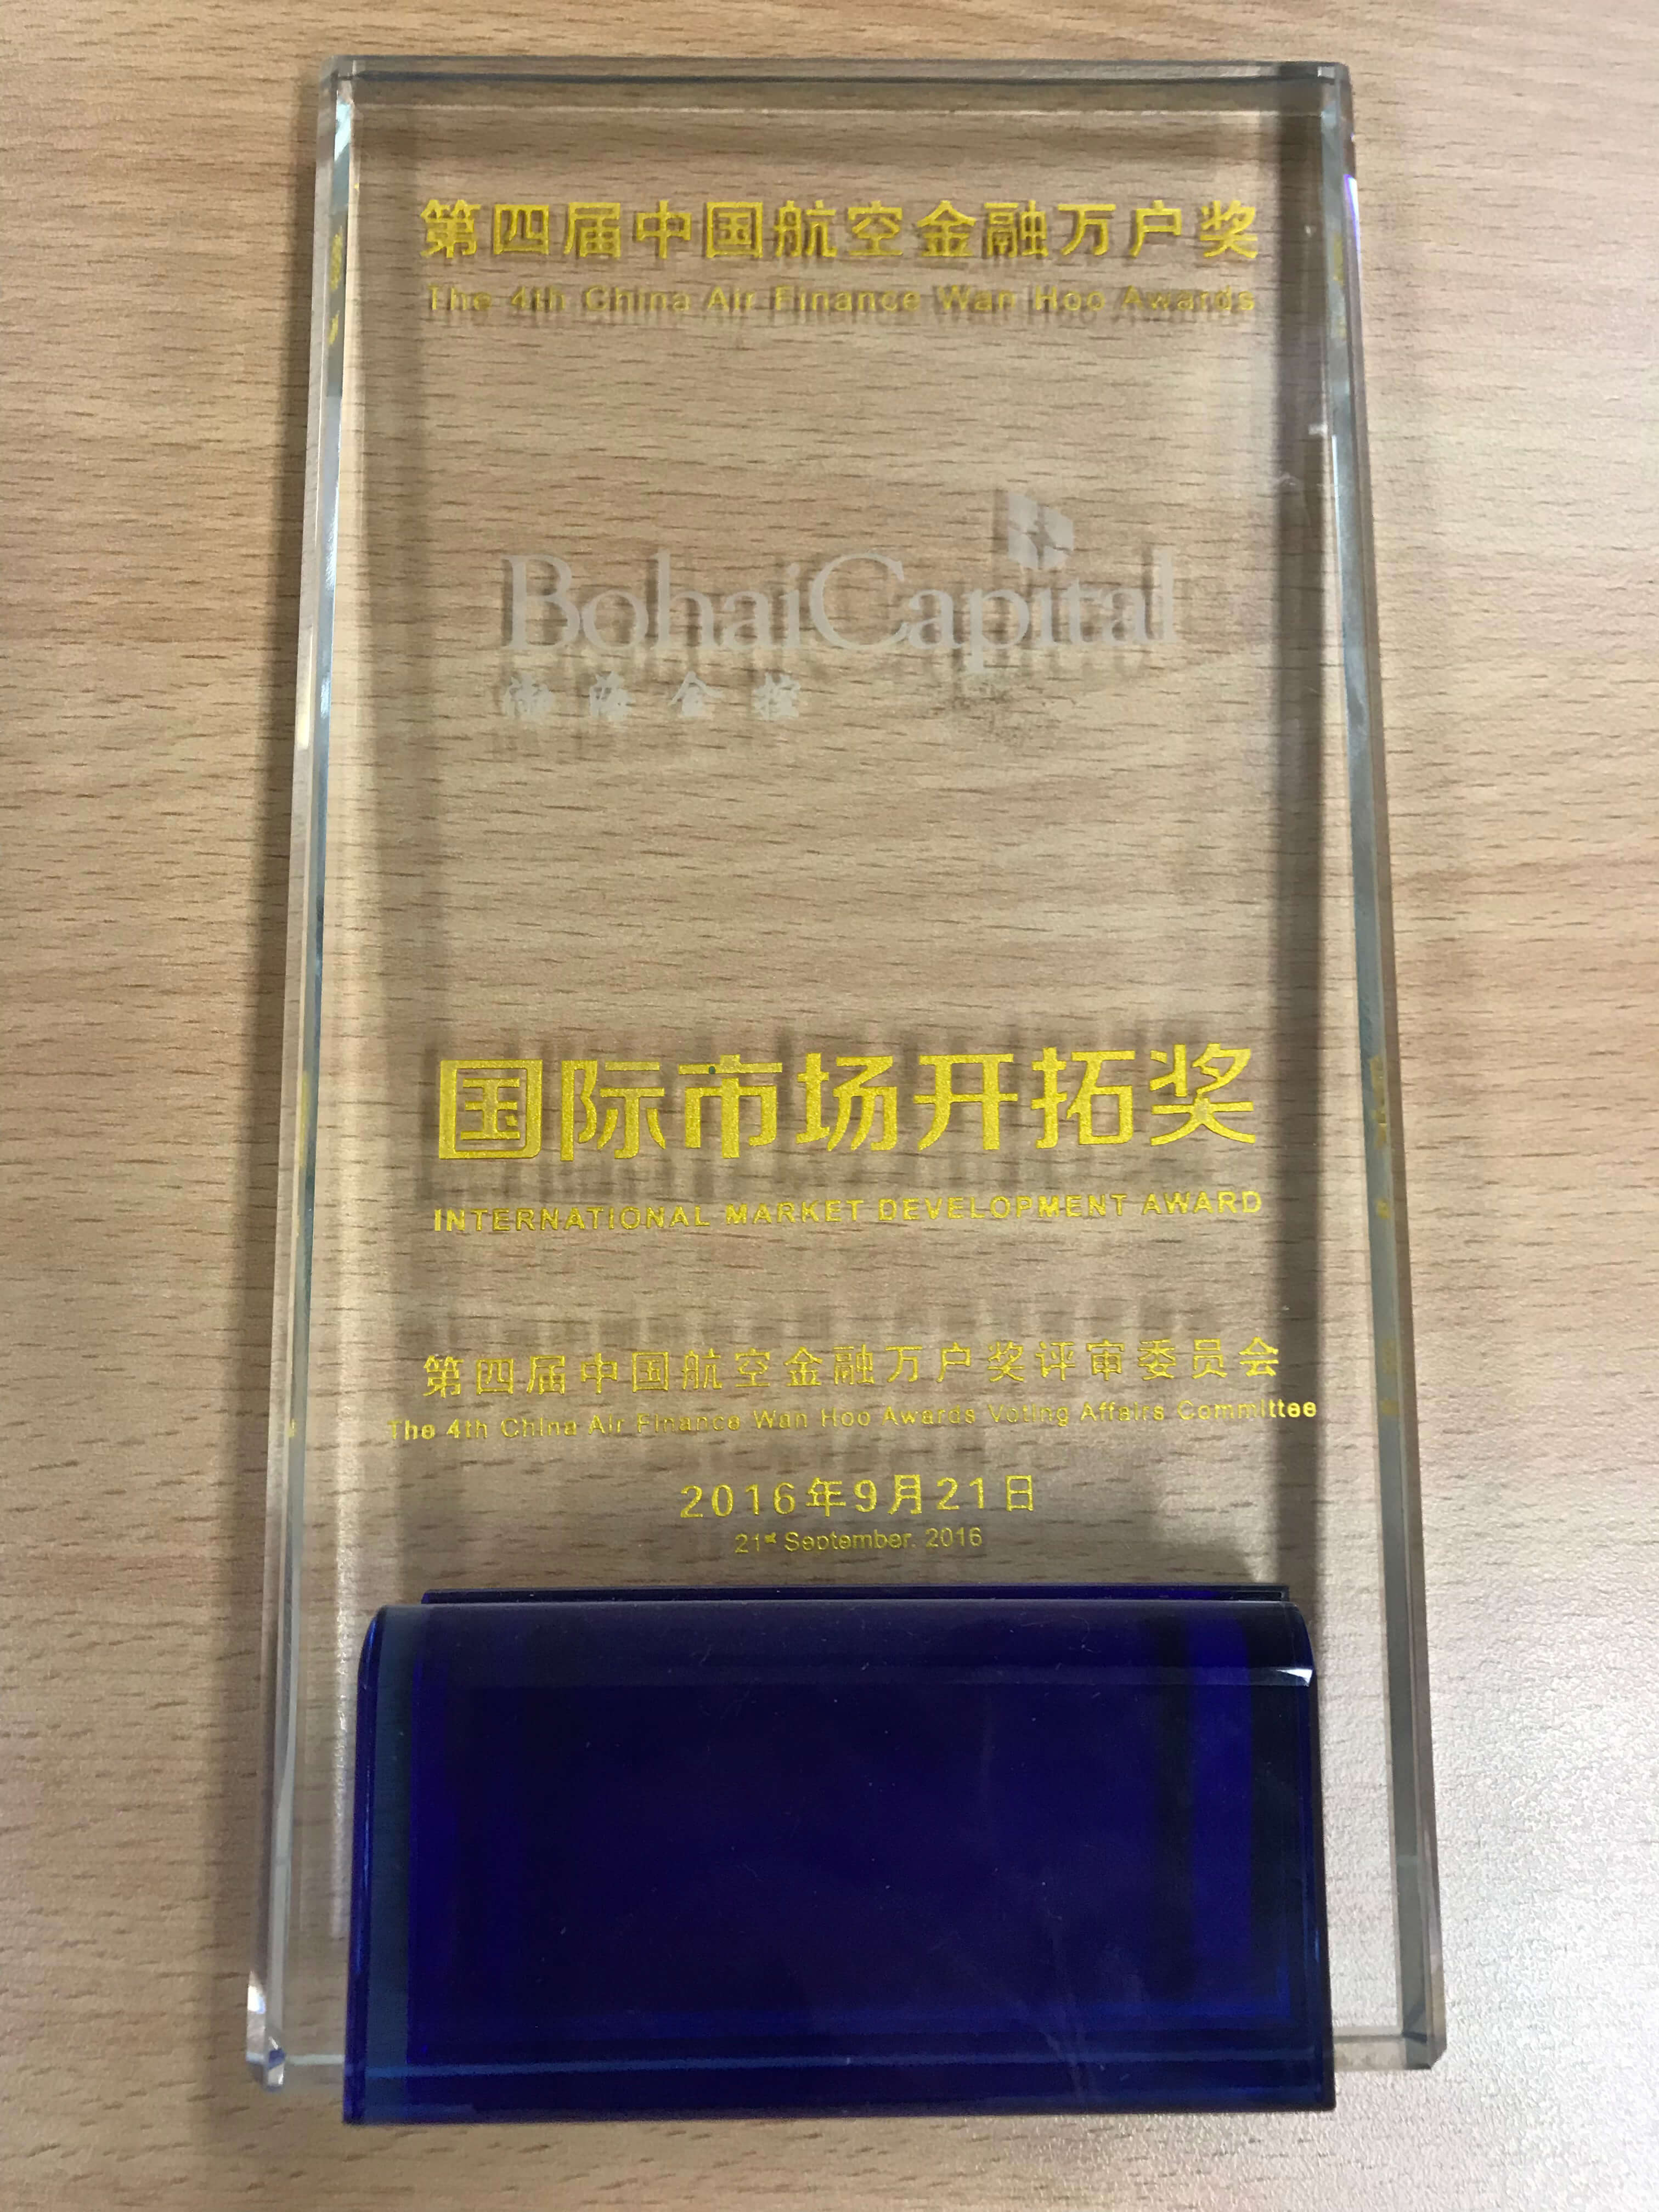 第四届中国航空金融万户奖
The 4th China Air Finance Wan Hoo Awards
BohaiCapital
渤海金控
国际市场开拓奖
INTERNATIONAL MARKET DEVELOPMENT AWARD
第四届中国航空金融万户奖评审委员会
The 4th China Air Finance Wan Hoo Awards Voting Affairs Committee
2016年9月21日
21st September. 2016